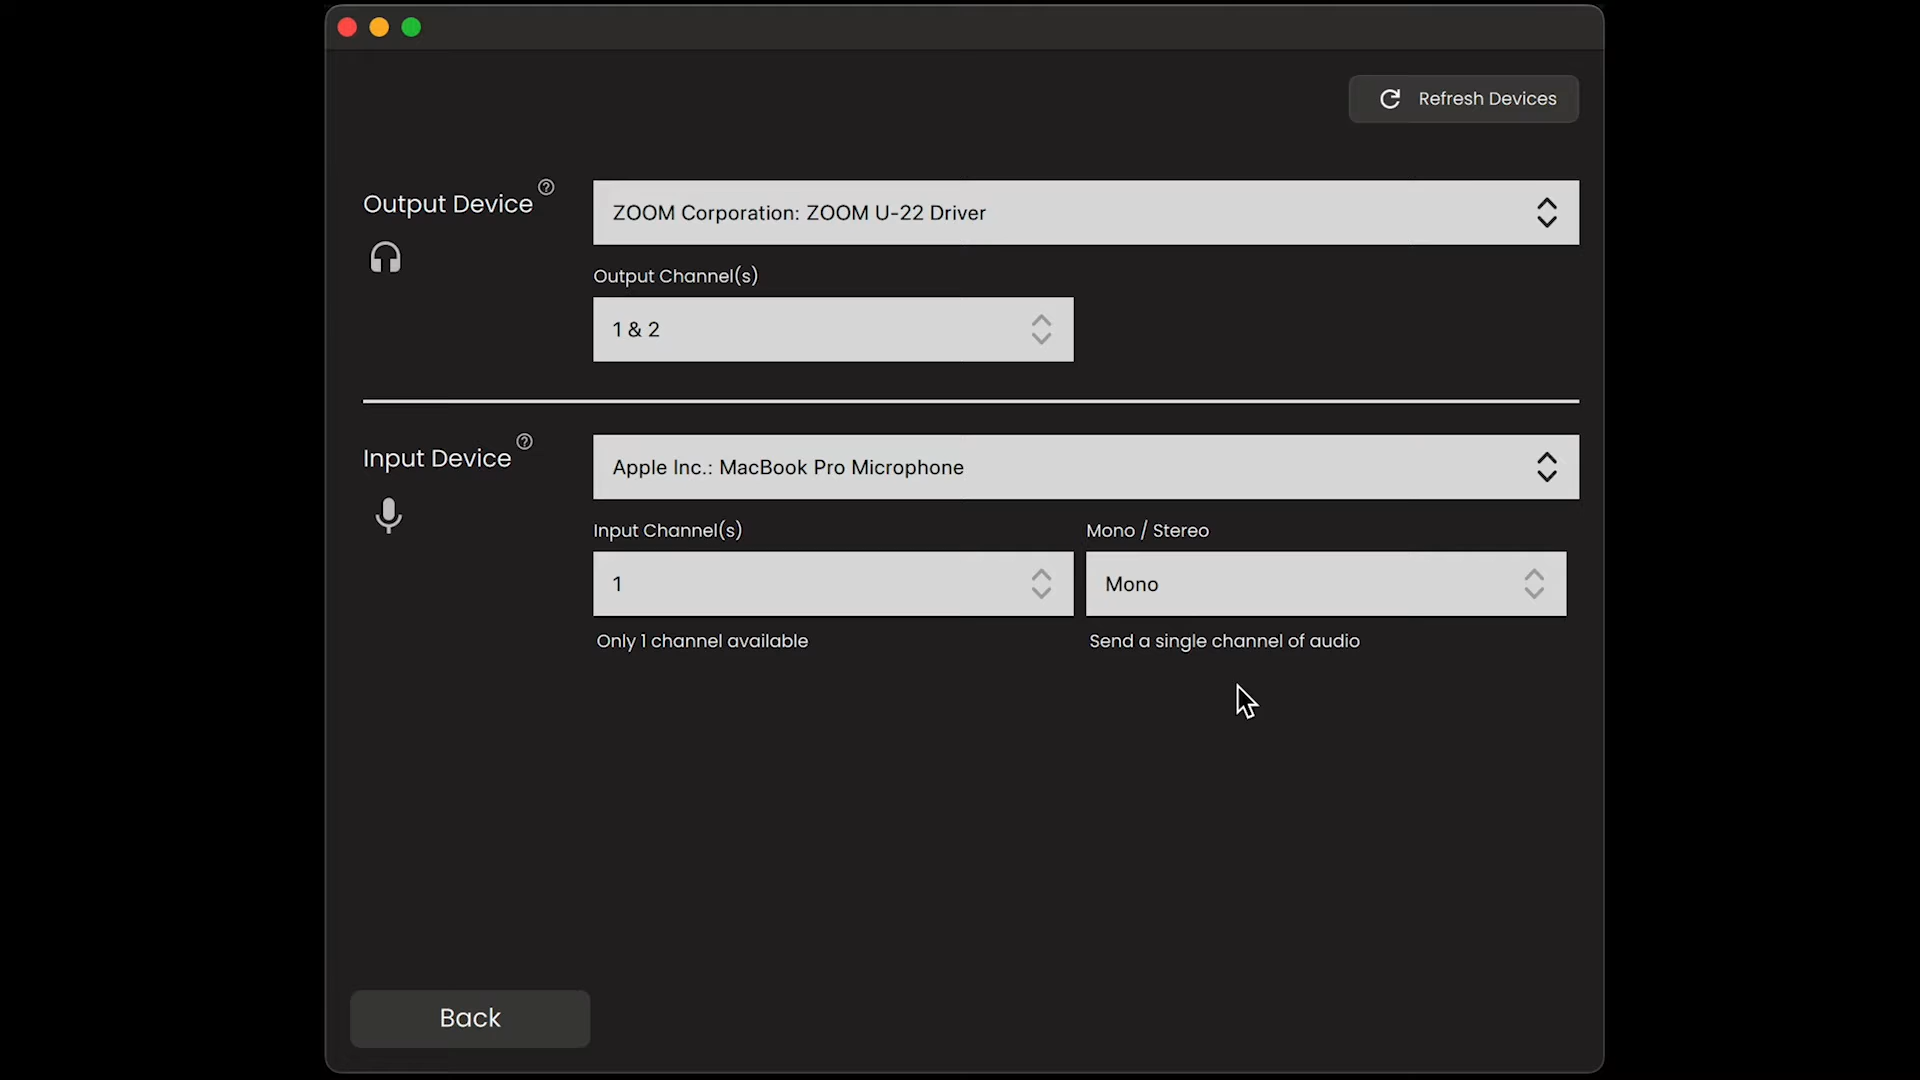 Refresh Devices
Output Device
ZOOM Corporation: ZOOM U-22 Driver
Output Channel(s)
1 & 2
Input Device
Apple Inc.: MacBook Pro Microphone
Input Channel(s)
Mono / Stereo
1
Mono
Only 1 channel available
Send a single channel of audio
Back